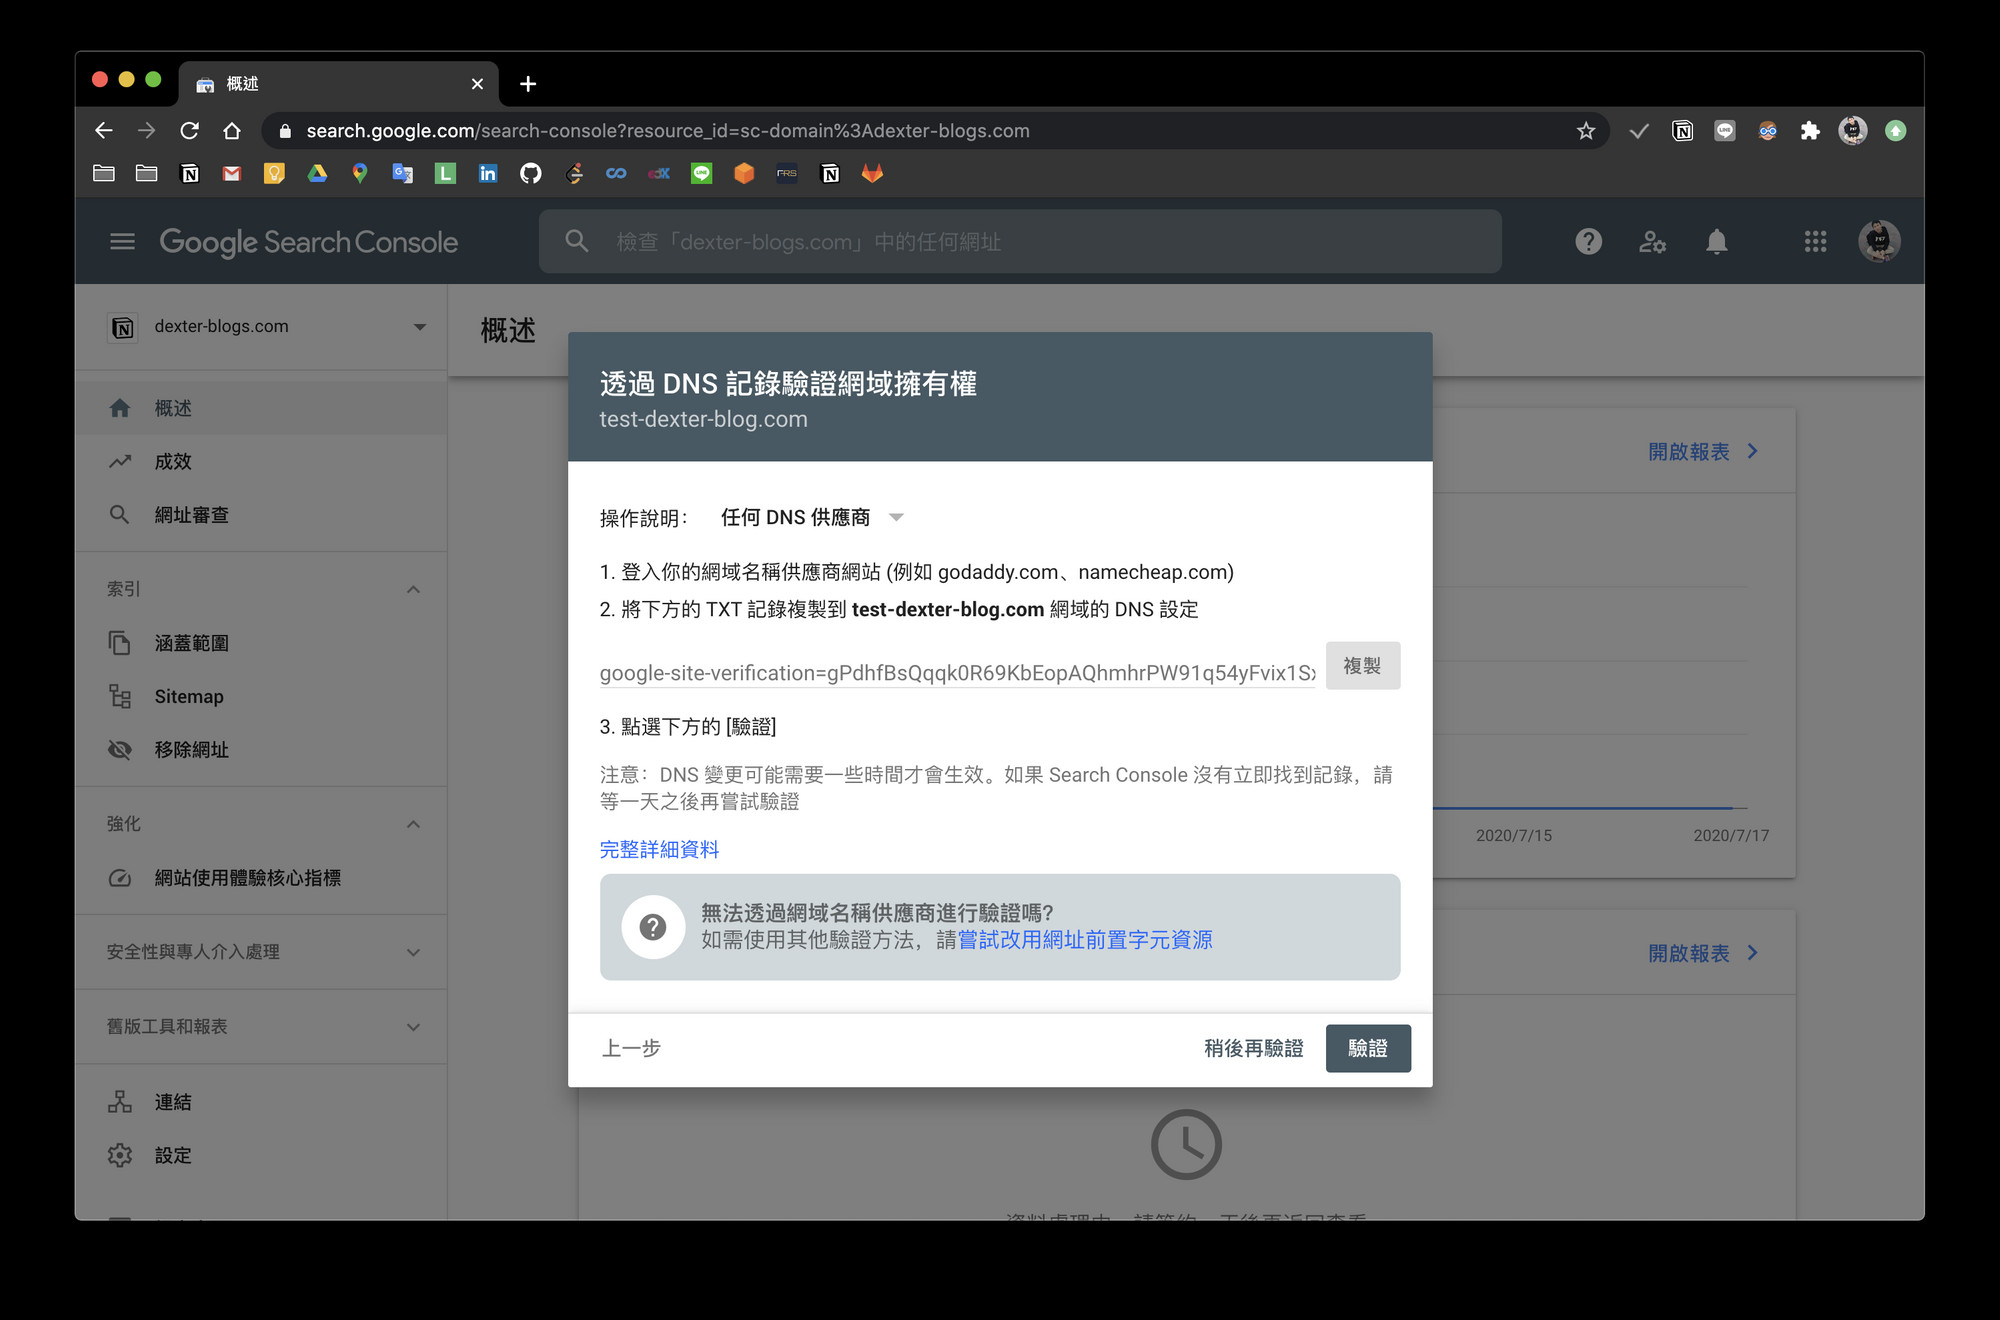 概述
search.google.com/search-console?resource_id=sc-domain%3Adexter-blogs.com
Google Search Console
檢查「dexter-blogs.com」中的任何網址
dexter-blogs.com
概述
成效
網址審查
索引
涵蓋範圍
Sitemap
移除網址
強化
網站使用體驗核心指標
安全性與專人介入處理
舊版工具和報表
連結
設定
概述
開啟報表
2020/7/15
2020/7/17
開啟報表
透過 DNS 記錄驗證網域擁有權
test-dexter-blog.com
操作說明： 任何 DNS 供應商
1. 登入你的網域名稱供應商網站 (例如 godaddy.com、namecheap.com)
2. 將下方的 TXT 記錄複製到 test-dexter-blog.com 網域的 DNS 設定
google-site-verification=gPdhfBsQqqk0R69KbEopAQhmhrPW91q54yFvix1S
複製
3. 點選下方的 [驗證]
注意：DNS 變更可能需要一些時間才會生效。如果 Search Console 沒有立即找到記錄，請
等一天之後再嘗試驗證
完整詳細資料
無法透過網域名稱供應商進行驗證嗎?
如需使用其他驗證方法，請嘗試改用網址前置字元資源
上一步
稍後再驗證
驗證